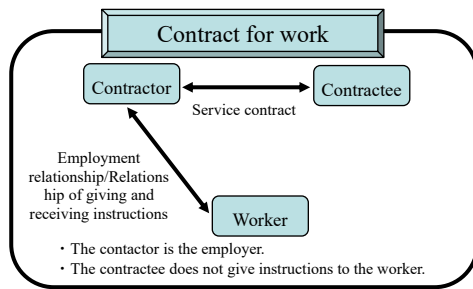 Contract for work
Contractor
Contractee
Service contract
Employment
relationship/Relations
hip of giving and
receiving instructions
Worker
・The contactor is the employer.
・The contractee does not give instructions to the worker.